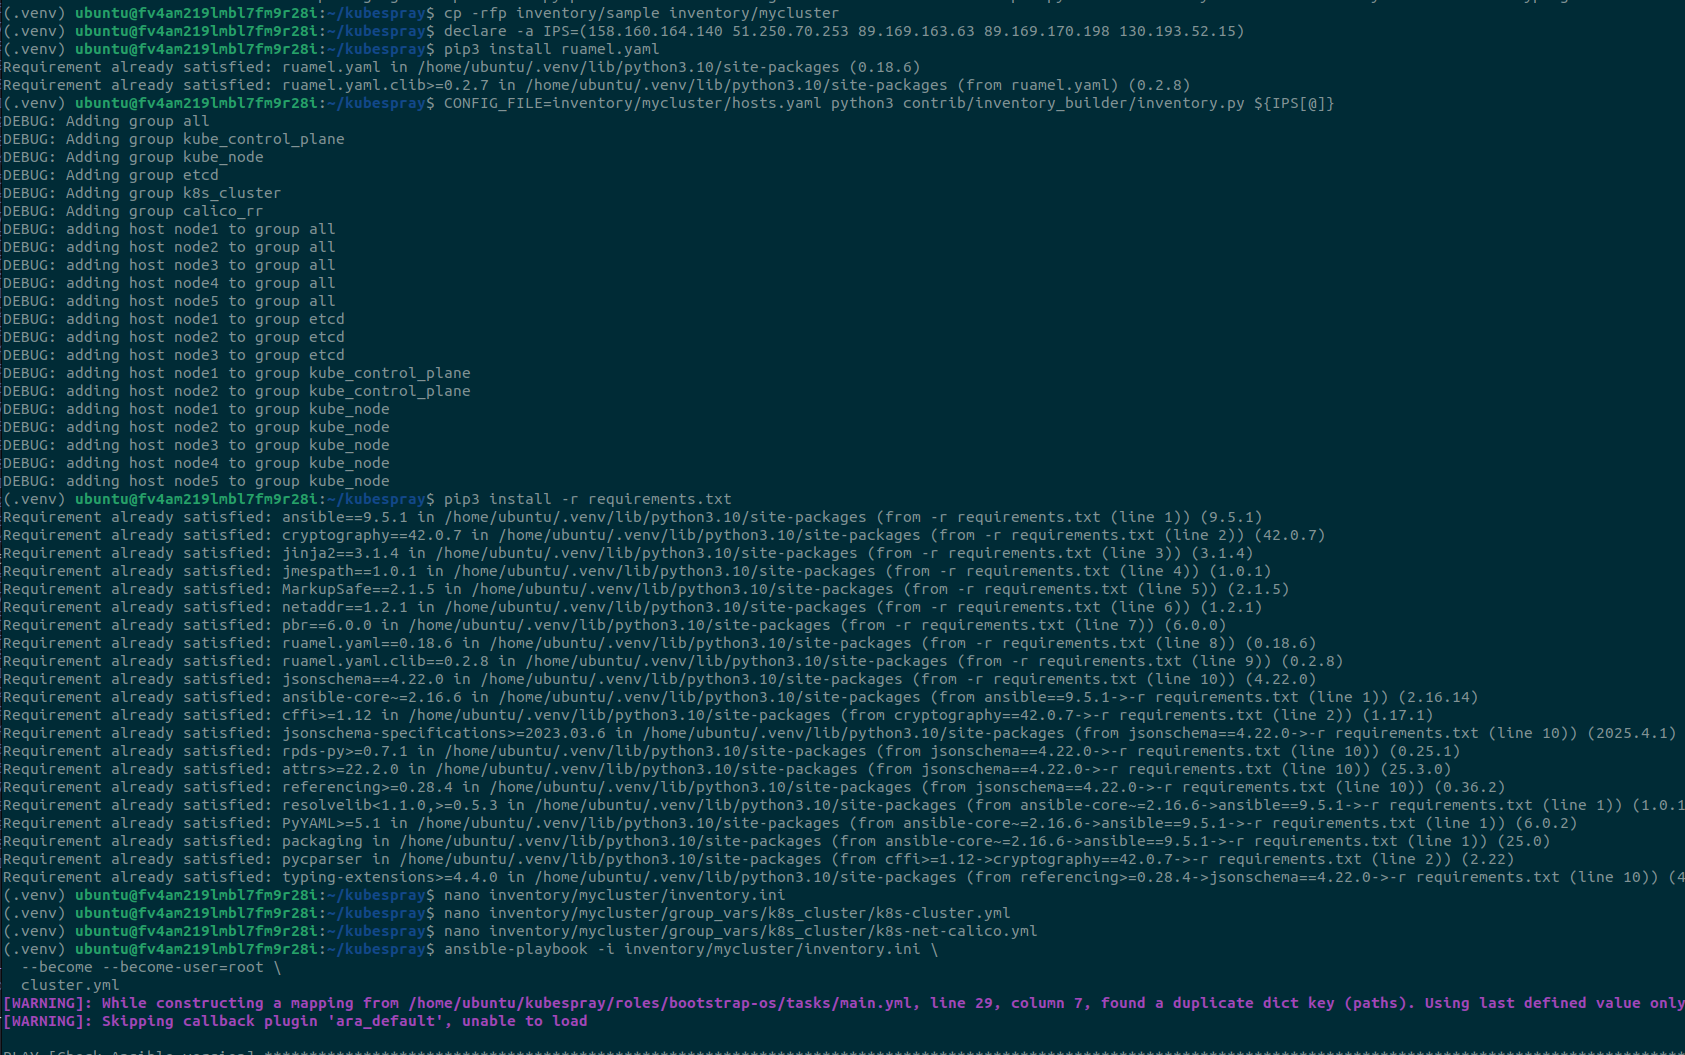 (.venv) ubuntu@fv4am219lmbl7fm9r28i:~/kubespray$ cp -rfp inventory/sample inventory/mycluster
(.venv) ubuntu@fv4am219lmbl7fm9r28i:~/kubespray$ declare -a IPS=(158.160.164.140 51.250.70.253 89.169.163.63 89.169.170.198 130.193.52.15)
(.venv) ubuntu@fv4am219lmbl7fm9r28i:~/kubespray$ pip3 install ruamel.yaml
Requirement already satisfied: ruamel.yaml in /home/ubuntu/.venv/lib/python3.10/site-packages (0.18.6)
Requirement already satisfied: ruamel.yaml.clib>=0.2.7 in /home/ubuntu/.venv/lib/python3.10/site-packages (from ruamel.yaml) (0.2.8)
(.venv) ubuntu@fv4am219lmbl7fm9r28i:~/kubespray$ CONFIG_FILE=inventory/mycluster/hosts.yaml python3 contrib/inventory_builder/inventory.py ${IPS[@]}
DEBUG: Adding group all
DEBUG: Adding group kube_control_plane
DEBUG: Adding group kube_node
DEBUG: Adding group etcd
DEBUG: Adding group k8s_cluster
DEBUG: Adding group calico_rr
DEBUG: adding host node1 to group all
DEBUG: adding host node2 to group all
DEBUG: adding host node3 to group all
DEBUG: adding host node4 to group all
DEBUG: adding host node5 to group all
DEBUG: adding host node1 to group etcd
DEBUG: adding host node2 to group etcd
DEBUG: adding host node3 to group etcd
DEBUG: adding host node1 to group kube_control_plane
DEBUG: adding host node2 to group kube_control_plane
DEBUG: adding host node1 to group kube_node
DEBUG: adding host node2 to group kube_node
DEBUG: adding host node3 to group kube_node
DEBUG: adding host node4 to group kube_node
DEBUG: adding host node5 to group kube_node
(.venv) ubuntu@fv4am219lmbl7fm9r28i:~/kubespray$ pip3 install -r requirements.txt
Requirement already satisfied: ansible==9.5.1 in /home/ubuntu/.venv/lib/python3.10/site-packages (from -r requirements.txt (line 1)) (9.5.1)
Requirement already satisfied: cryptography==42.0.7 in /home/ubuntu/.venv/lib/python3.10/site-packages (from -r requirements.txt (line 2)) (42.0.7)
Requirement already satisfied: jinja2==3.1.4 in /home/ubuntu/.venv/lib/python3.10/site-packages (from -r requirements.txt (line 3)) (3.1.4)
Requirement already satisfied: jmespath==1.0.1 in /home/ubuntu/.venv/lib/python3.10/site-packages (from -r requirements.txt (line 4)) (1.0.1)
Requirement already satisfied: MarkupSafe==2.1.5 in /home/ubuntu/.venv/lib/python3.10/site-packages (from -r requirements.txt (line 5)) (2.1.5)
Requirement already satisfied: netaddr==1.2.1 in /home/ubuntu/.venv/lib/python3.10/site-packages (from -r requirements.txt (line 6)) (1.2.1)
Requirement already satisfied: pbr==6.0.0 in /home/ubuntu/.venv/lib/python3.10/site-packages (from -r requirements.txt (line 7)) (6.0.0)
Requirement already satisfied: ruamel.yaml==0.18.6 in /home/ubuntu/.venv/lib/python3.10/site-packages (from -r requirements.txt (line 8)) (0.18.6)
Requirement already satisfied: ruamel.yaml.clib==0.2.8 in /home/ubuntu/.venv/lib/python3.10/site-packages (from -r requirements.txt (line 9)) (0.2.8)
Requirement already satisfied: jsonschema==4.22.0 in /home/ubuntu/.venv/lib/python3.10/site-packages (from -r requirements.txt (line 10)) (4.22.0)
Requirement already satisfied: ansible-core~=2.16.6 in /home/ubuntu/.venv/lib/python3.10/site-packages (from ansible==9.5.1->-r requirements.txt (line 1)) (2.16.14)
Requirement already satisfied: cffi>=1.12 in /home/ubuntu/.venv/lib/python3.10/site-packages (from cryptography==42.0.7->-r requirements.txt (line 2)) (1.17.1)
Requirement already satisfied: jsonschema-specifications>=2023.03.6 in /home/ubuntu/.venv/lib/python3.10/site-packages (from jsonschema==4.22.0->-r requirements.txt (line 10)) (2025.4.1)
Requirement already satisfied: rpds-py>=0.7.1 in /home/ubuntu/.venv/lib/python3.10/site-packages (from jsonschema==4.22.0->-r requirements.txt (line 10)) (0.25.1)
Requirement already satisfied: attrs>=22.2.0 in /home/ubuntu/.venv/lib/python3.10/site-packages (from jsonschema==4.22.0->-r requirements.txt (line 10)) (25.3.0)
Requirement already satisfied: referencing>=0.28.4 in /home/ubuntu/.venv/lib/python3.10/site-packages (from jsonschema==4.22.0->-r requirements.txt (line 10)) (0.36.2)
Requirement already satisfied: resolvelib<1.1.0,>=0.5.3 in /home/ubuntu/.venv/lib/python3.10/site-packages (from ansible-core~=2.16.6->ansible==9.5.1->-r requirements.txt (line 1)) (1.0.1
Requirement already satisfied: PyYAML>=5.1 in /home/ubuntu/.venv/lib/python3.10/site-packages (from ansible-core~=2.16.6->ansible==9.5.1->-r requirements.txt (line 1)) (6.0.2)
Requirement already satisfied: packaging in /home/ubuntu/.venv/lib/python3.10/site-packages (from ansible-core~=2.16.6->ansible==9.5.1->-r requirements.txt (line 1)) (25.0)
Requirement already satisfied: pycparser in /home/ubuntu/.venv/lib/python3.10/site-packages (from cffi>=1.12->cryptography==42.0.7->-r requirements.txt (line 2)) (2.22)
Requirement already satisfied: typing-extensions>=4.4.0 in /home/ubuntu/.venv/lib/python3.10/site-packages (from referencing>=0.28.4->jsonschema==4.22.0->-r requirements.txt (line 10)) (4
(.venv) ubuntu@fv4am219lmbl7fm9r28i:~/kubespray$ nano inventory/mycluster/inventory.ini
(.venv) ubuntu@fv4am219lmbl7fm9r28i:~/kubespray$ nano inventory/mycluster/group_vars/k8s_cluster/k8s-cluster.yml
(.venv) ubuntu@fv4am219lmbl7fm9r28i:~/kubespray$ nano inventory/mycluster/group_vars/k8s_cluster/k8s-net-calico.yml
(.venv) ubuntu@fv4am219lmbl7fm9r28i:~/kubespray$ ansible-playbook -i inventory/mycluster/inventory.ini \
--become --become-user=root \
cluster.yml
[WARNING]: While constructing a mapping from /home/ubuntu/kubespray/roles/bootstrap-os/tasks/main.yml, line 29, column 7, found a duplicate dict key (paths). Using last defined value only
[WARNING]: Skipping callback plugin 'ara_default', unable to load